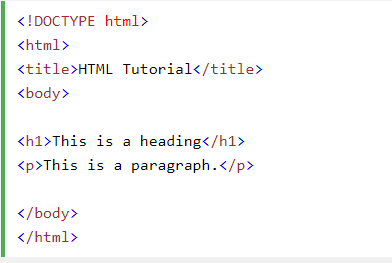 <!DOCTYPE html>
<html>
<title>HTML Tutorial</title>
<body>
<h1>This is a heading</h1>
<p>This is a paragraph.</p>
</body>
</html>